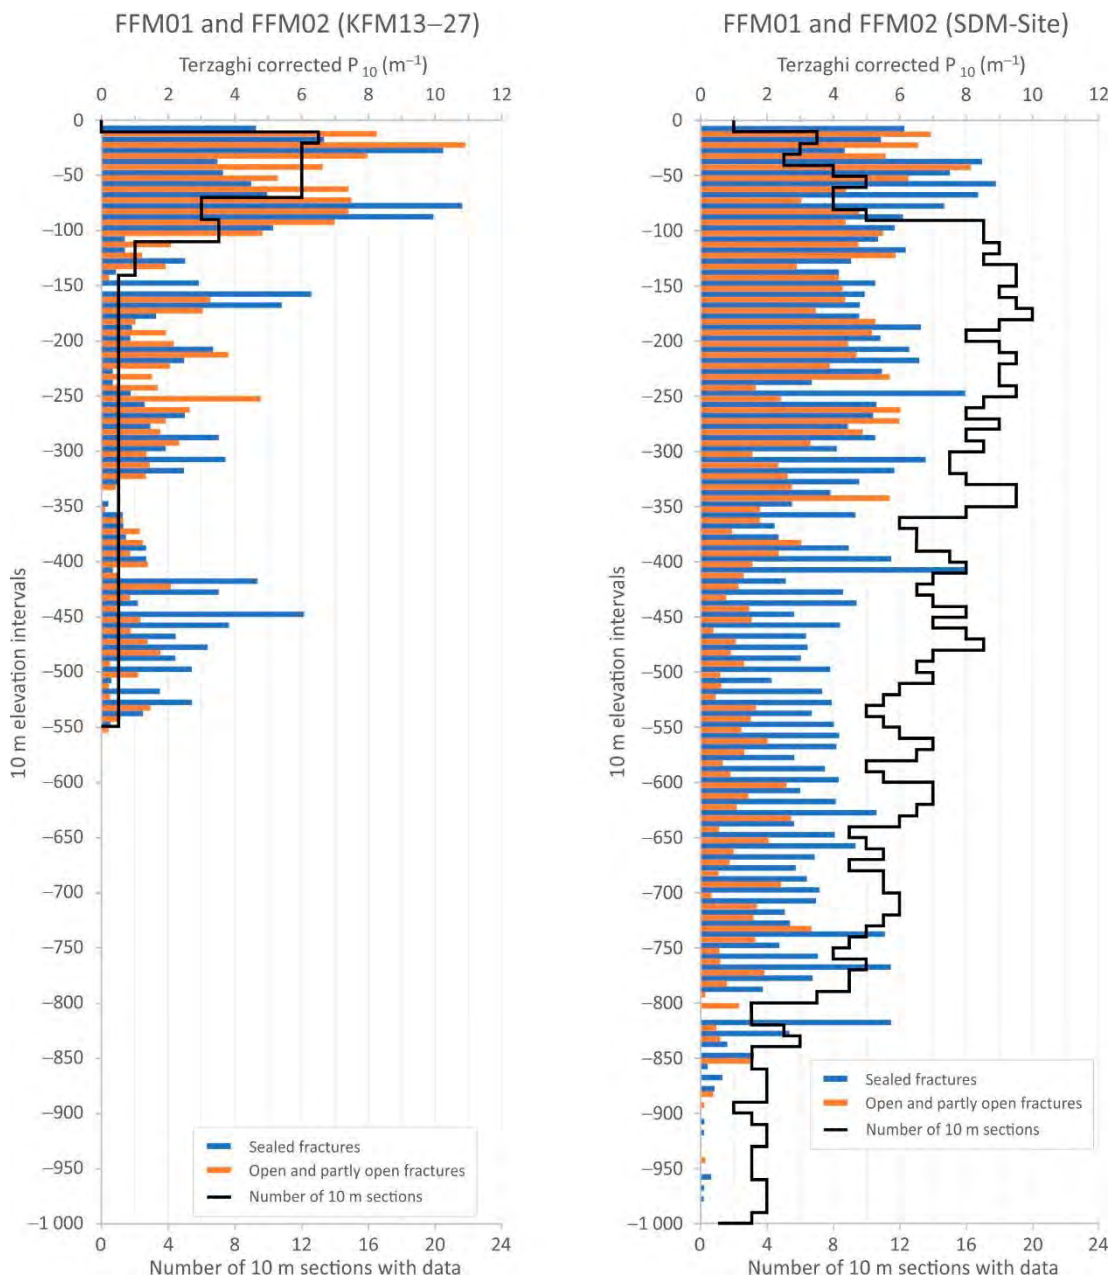 FFM01 and FFM02 (KFM13–27)
Terzaghi corrected P10 (m–1)
0 2 4 6 8 10 12
0
–50
–100
–150
–200
–250
–300
–350
–400
–450
–500
–550
–600
–650
–700
–750
–800
–850
–900
–950
–1 000
10 m elevation intervals
Sealed fractures
Open and partly open fractures
Number of 10 m sections
0 4 8 12 16 20 24
Number of 10 m sections with data
FFM01 and FFM02 (SDM-Site)
Terzaghi corrected P10 (m–1)
0 2 4 6 8 10 12
0
–50
–100
–150
–200
–250
–300
–350
–400
–450
–500
–550
–600
–650
–700
–750
–800
–850
–900
–950
–1 000
10 m elevation intervals
Sealed fractures
Open and partly open fractures
Number of 10 m sections
0 4 8 12 16 20 24
Number of 10 m sections with data